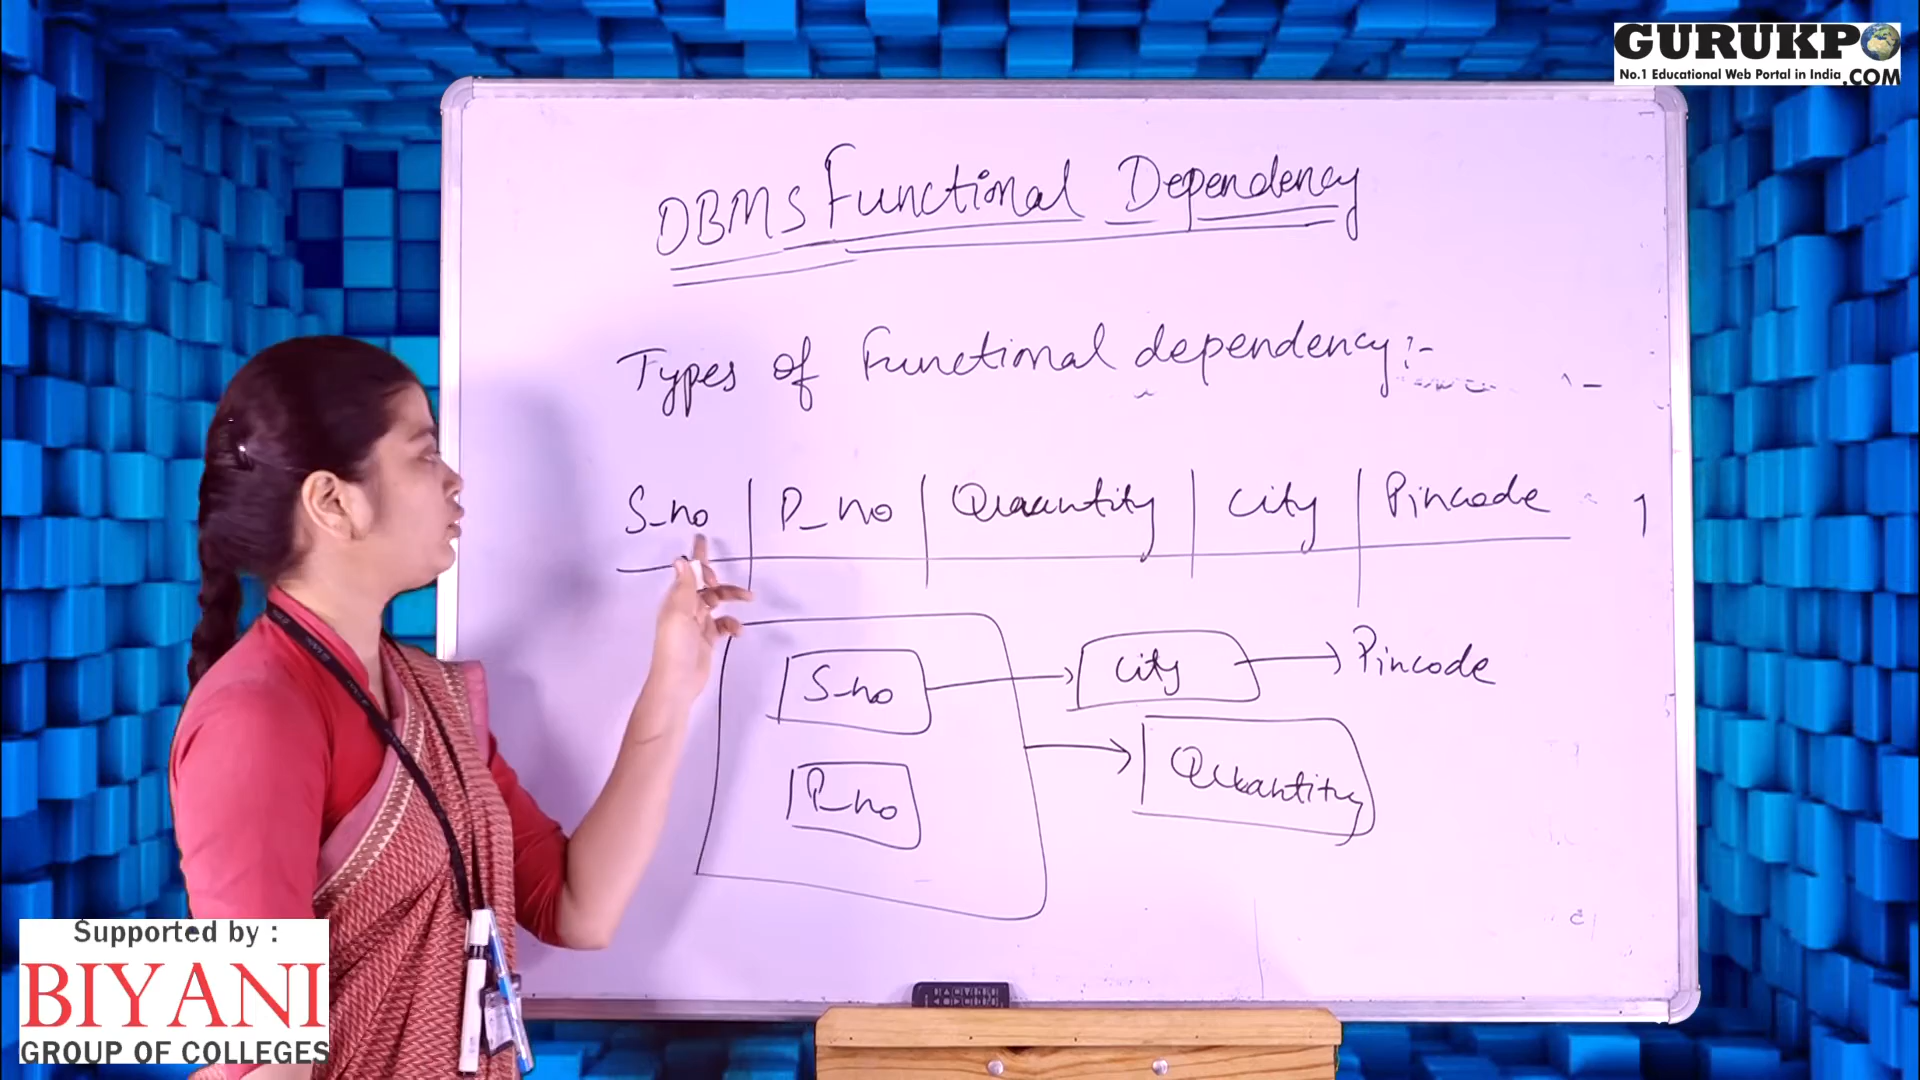 GURUKPO
No.1 Educational Web Portal in India .COM
DBMS Functional Dependency
Types of Functional dependency :-
S_no | P_no | Quantity | City | Pincode
S_no → City → Pincode
P_no → Quantity
Supported by :
BIYANI
GROUP OF COLLEGES